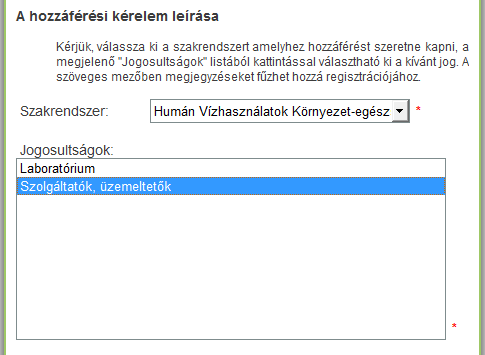 A hozzáférési kérelem leírása
Kérjük, válassza ki a szakrendszert amelyhez hozzáférést szeretne kapni, a
megjelenő "Jogosultságok" listából kattintással választható ki a kívánt jog. A
szöveges mezőben megjegyzéseket fűzhet hozzá regisztrációjához.
Szakrendszer: Humán Vízhasználatok Környezet-egész *
Jogosultságok:
Laboratórium
Szolgáltatók, üzemeltetők
*